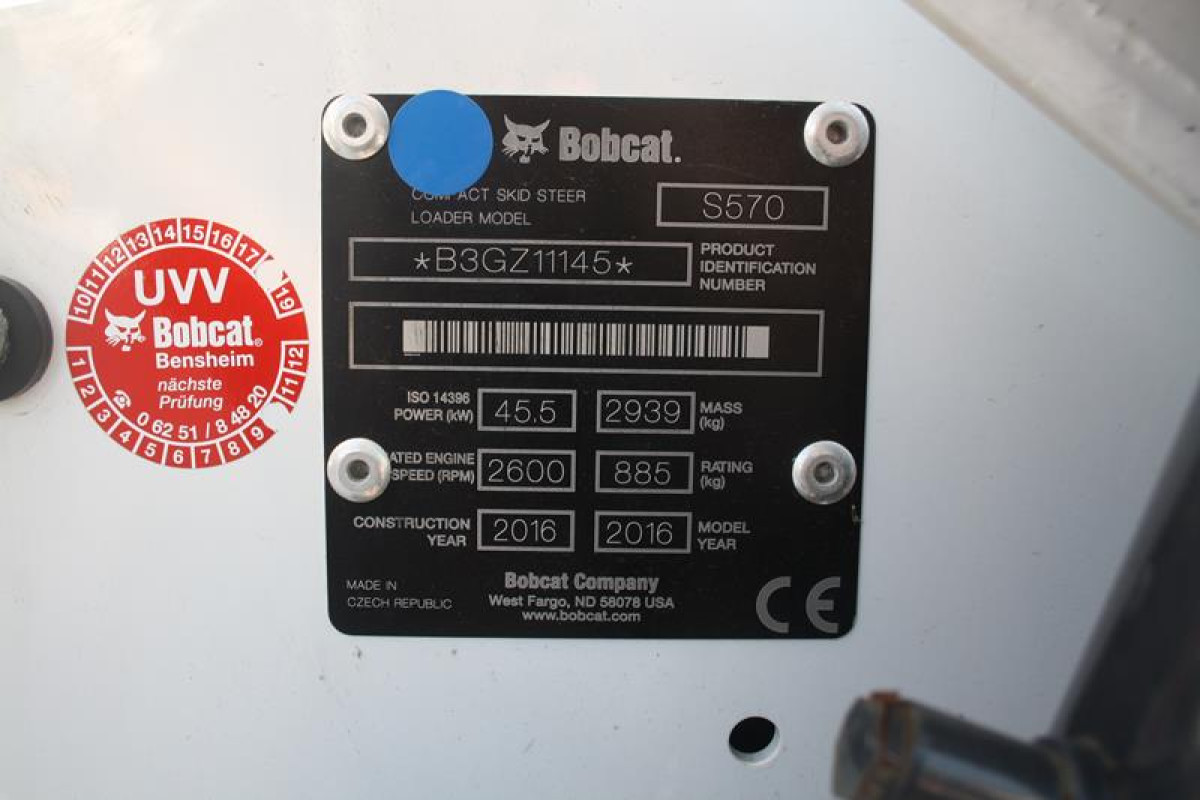 Bobcat.
COMPACT SKID STEER
LOADER MODEL
S570
*B3GZ11145*
PRODUCT
IDENTIFICATION
NUMBER
ISO 14396
POWER (kW)
45.5
2939
MASS
(kg)
ATED ENGINE
SPEED (RPM)
2600
885
RATING
(kg)
CONSTRUCTION
YEAR
2016
2016
MODEL
YEAR
MADE IN
CZECH REPUBLIC
Bobcat Company
West Fargo, ND 58078 USA
www.bobcat.com
CE
10 11 12 13 14 15 16 17 19
UVV
Bobcat®
Bensheim
nächste
Prüfung
0 62 51 / 8 48 20
1 2 3 4 5 6 7 8 9 11 12